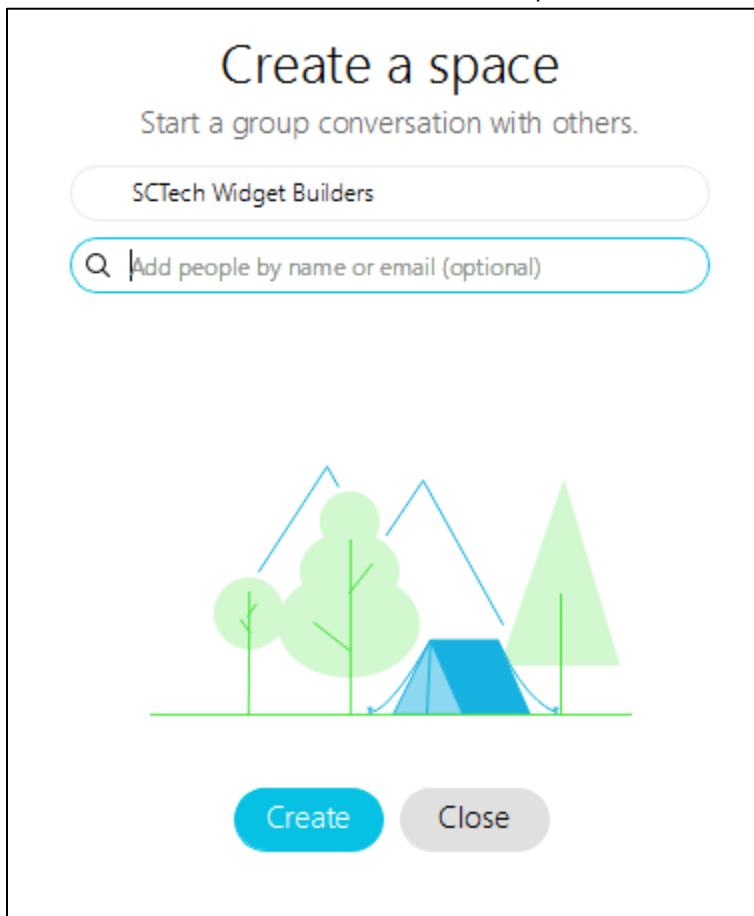 Create a space
Start a group conversation with others.
SCTech Widget Builders
Add people by name or email (optional)
Create
Close